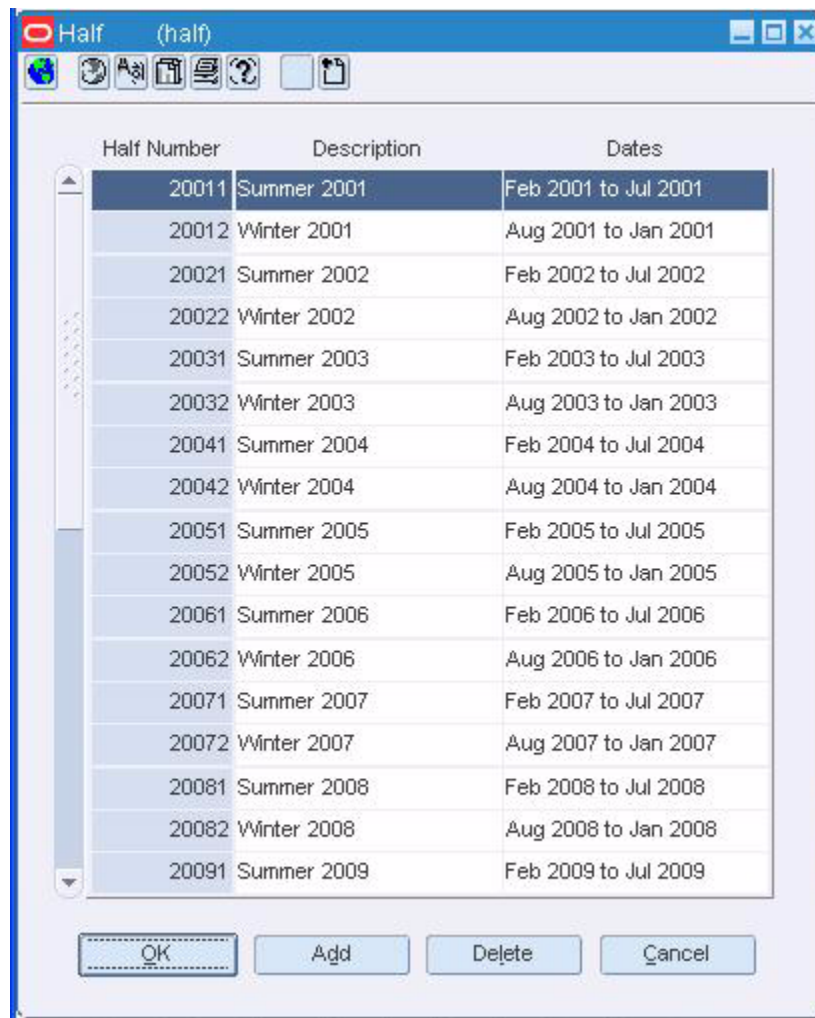 Half (half)
Half Number Description Dates
20011 Summer 2001 Feb 2001 to Jul 2001
20012 Winter 2001 Aug 2001 to Jan 2001
20021 Summer 2002 Feb 2002 to Jul 2002
20022 Winter 2002 Aug 2002 to Jan 2002
20031 Summer 2003 Feb 2003 to Jul 2003
20032 Winter 2003 Aug 2003 to Jan 2003
20041 Summer 2004 Feb 2004 to Jul 2004
20042 Winter 2004 Aug 2004 to Jan 2004
20051 Summer 2005 Feb 2005 to Jul 2005
20052 Winter 2005 Aug 2005 to Jan 2005
20061 Summer 2006 Feb 2006 to Jul 2006
20062 Winter 2006 Aug 2006 to Jan 2006
20071 Summer 2007 Feb 2007 to Jul 2007
20072 Winter 2007 Aug 2007 to Jan 2007
20081 Summer 2008 Feb 2008 to Jul 2008
20082 Winter 2008 Aug 2008 to Jan 2008
20091 Summer 2009 Feb 2009 to Jul 2009
OK Add Delete Cancel